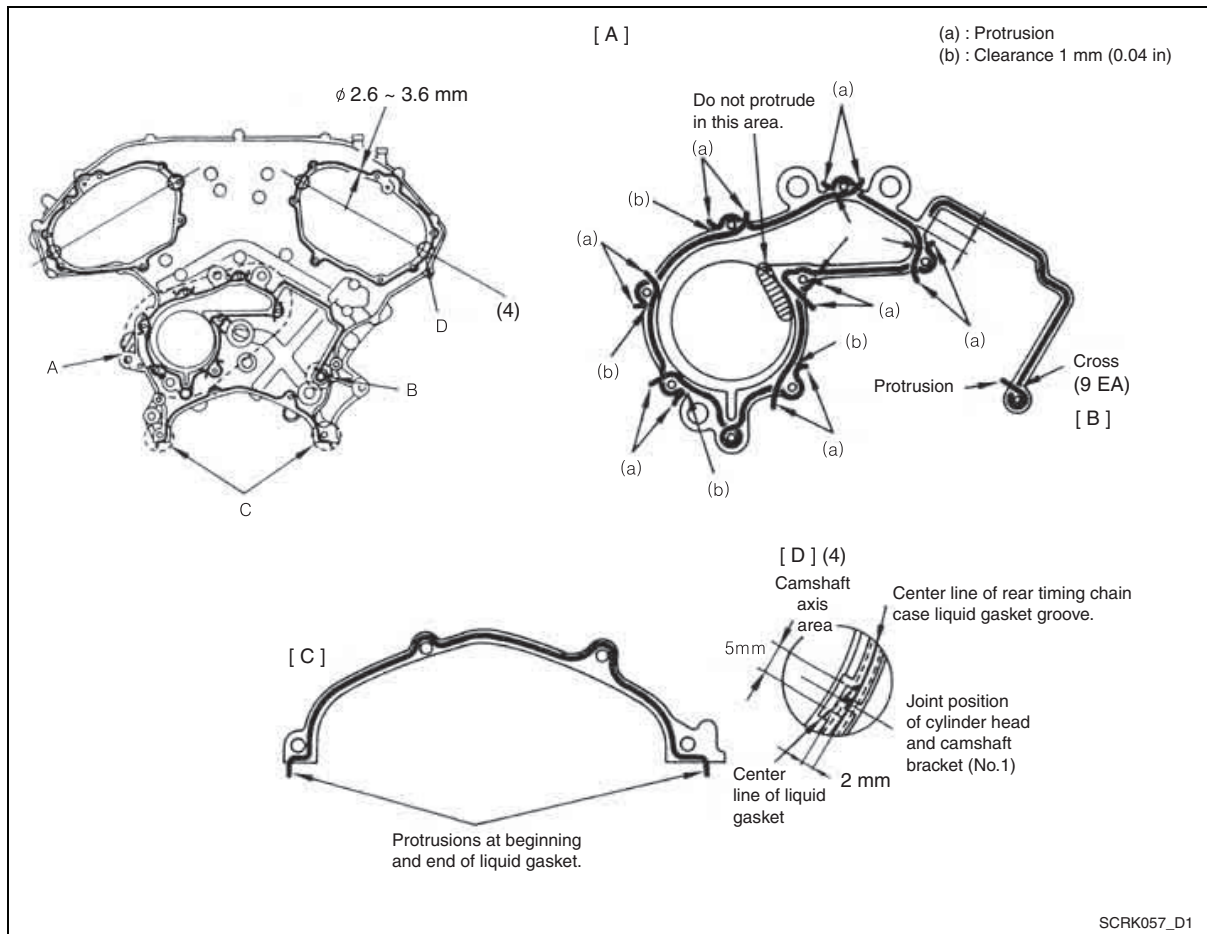 [ A ]
(a) : Protrusion
(b) : Clearance 1 mm (0.04 in)
ø 2.6 ~ 3.6 mm
Do not protrude
in this area.
(a)
(a)
(b)
(a)
(b)
(a)
(b)
(a)
(b)
(a)
(a)
(a)
Protrusion
Cross
(9 EA)
[ B ]
(4)
D
A
B
C
[ D ] (4)
Camshaft
axis
area
Center line of rear timing chain
case liquid gasket groove.
5mm
Joint position
of cylinder head
and camshaft
bracket (No.1)
2 mm
Center
line of liquid
gasket
[ C ]
Protrusions at beginning
and end of liquid gasket.
SCRK057_D1